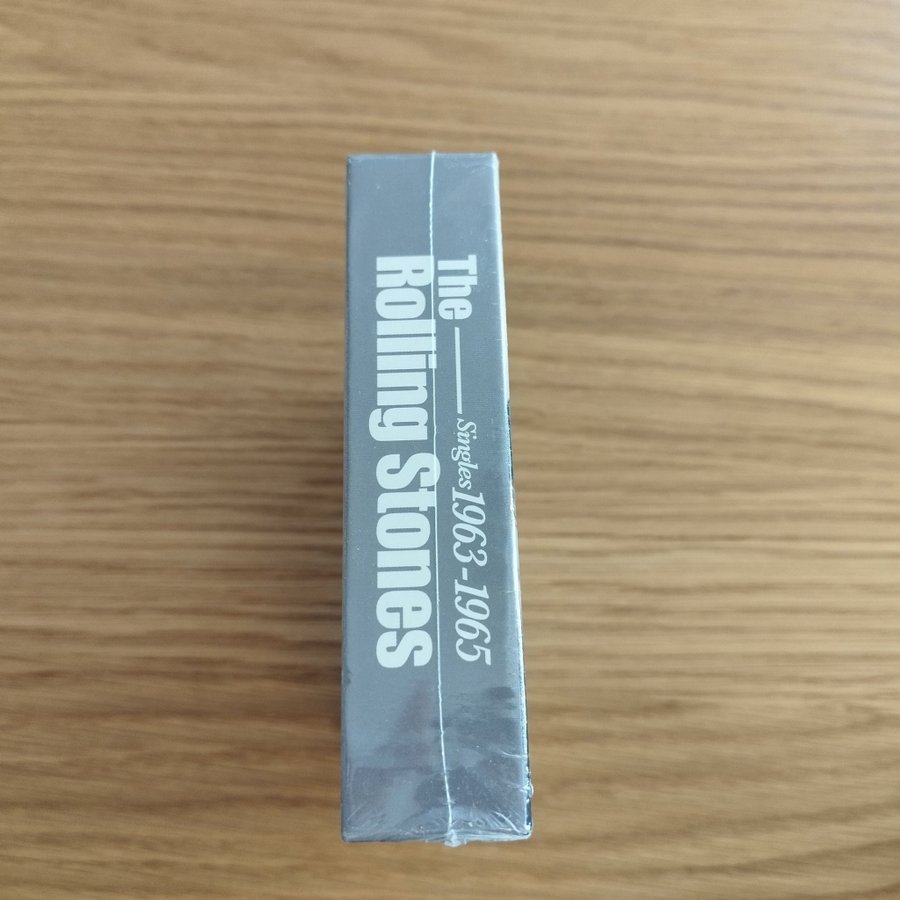 The Singles 1963-1965
Rolling Stones